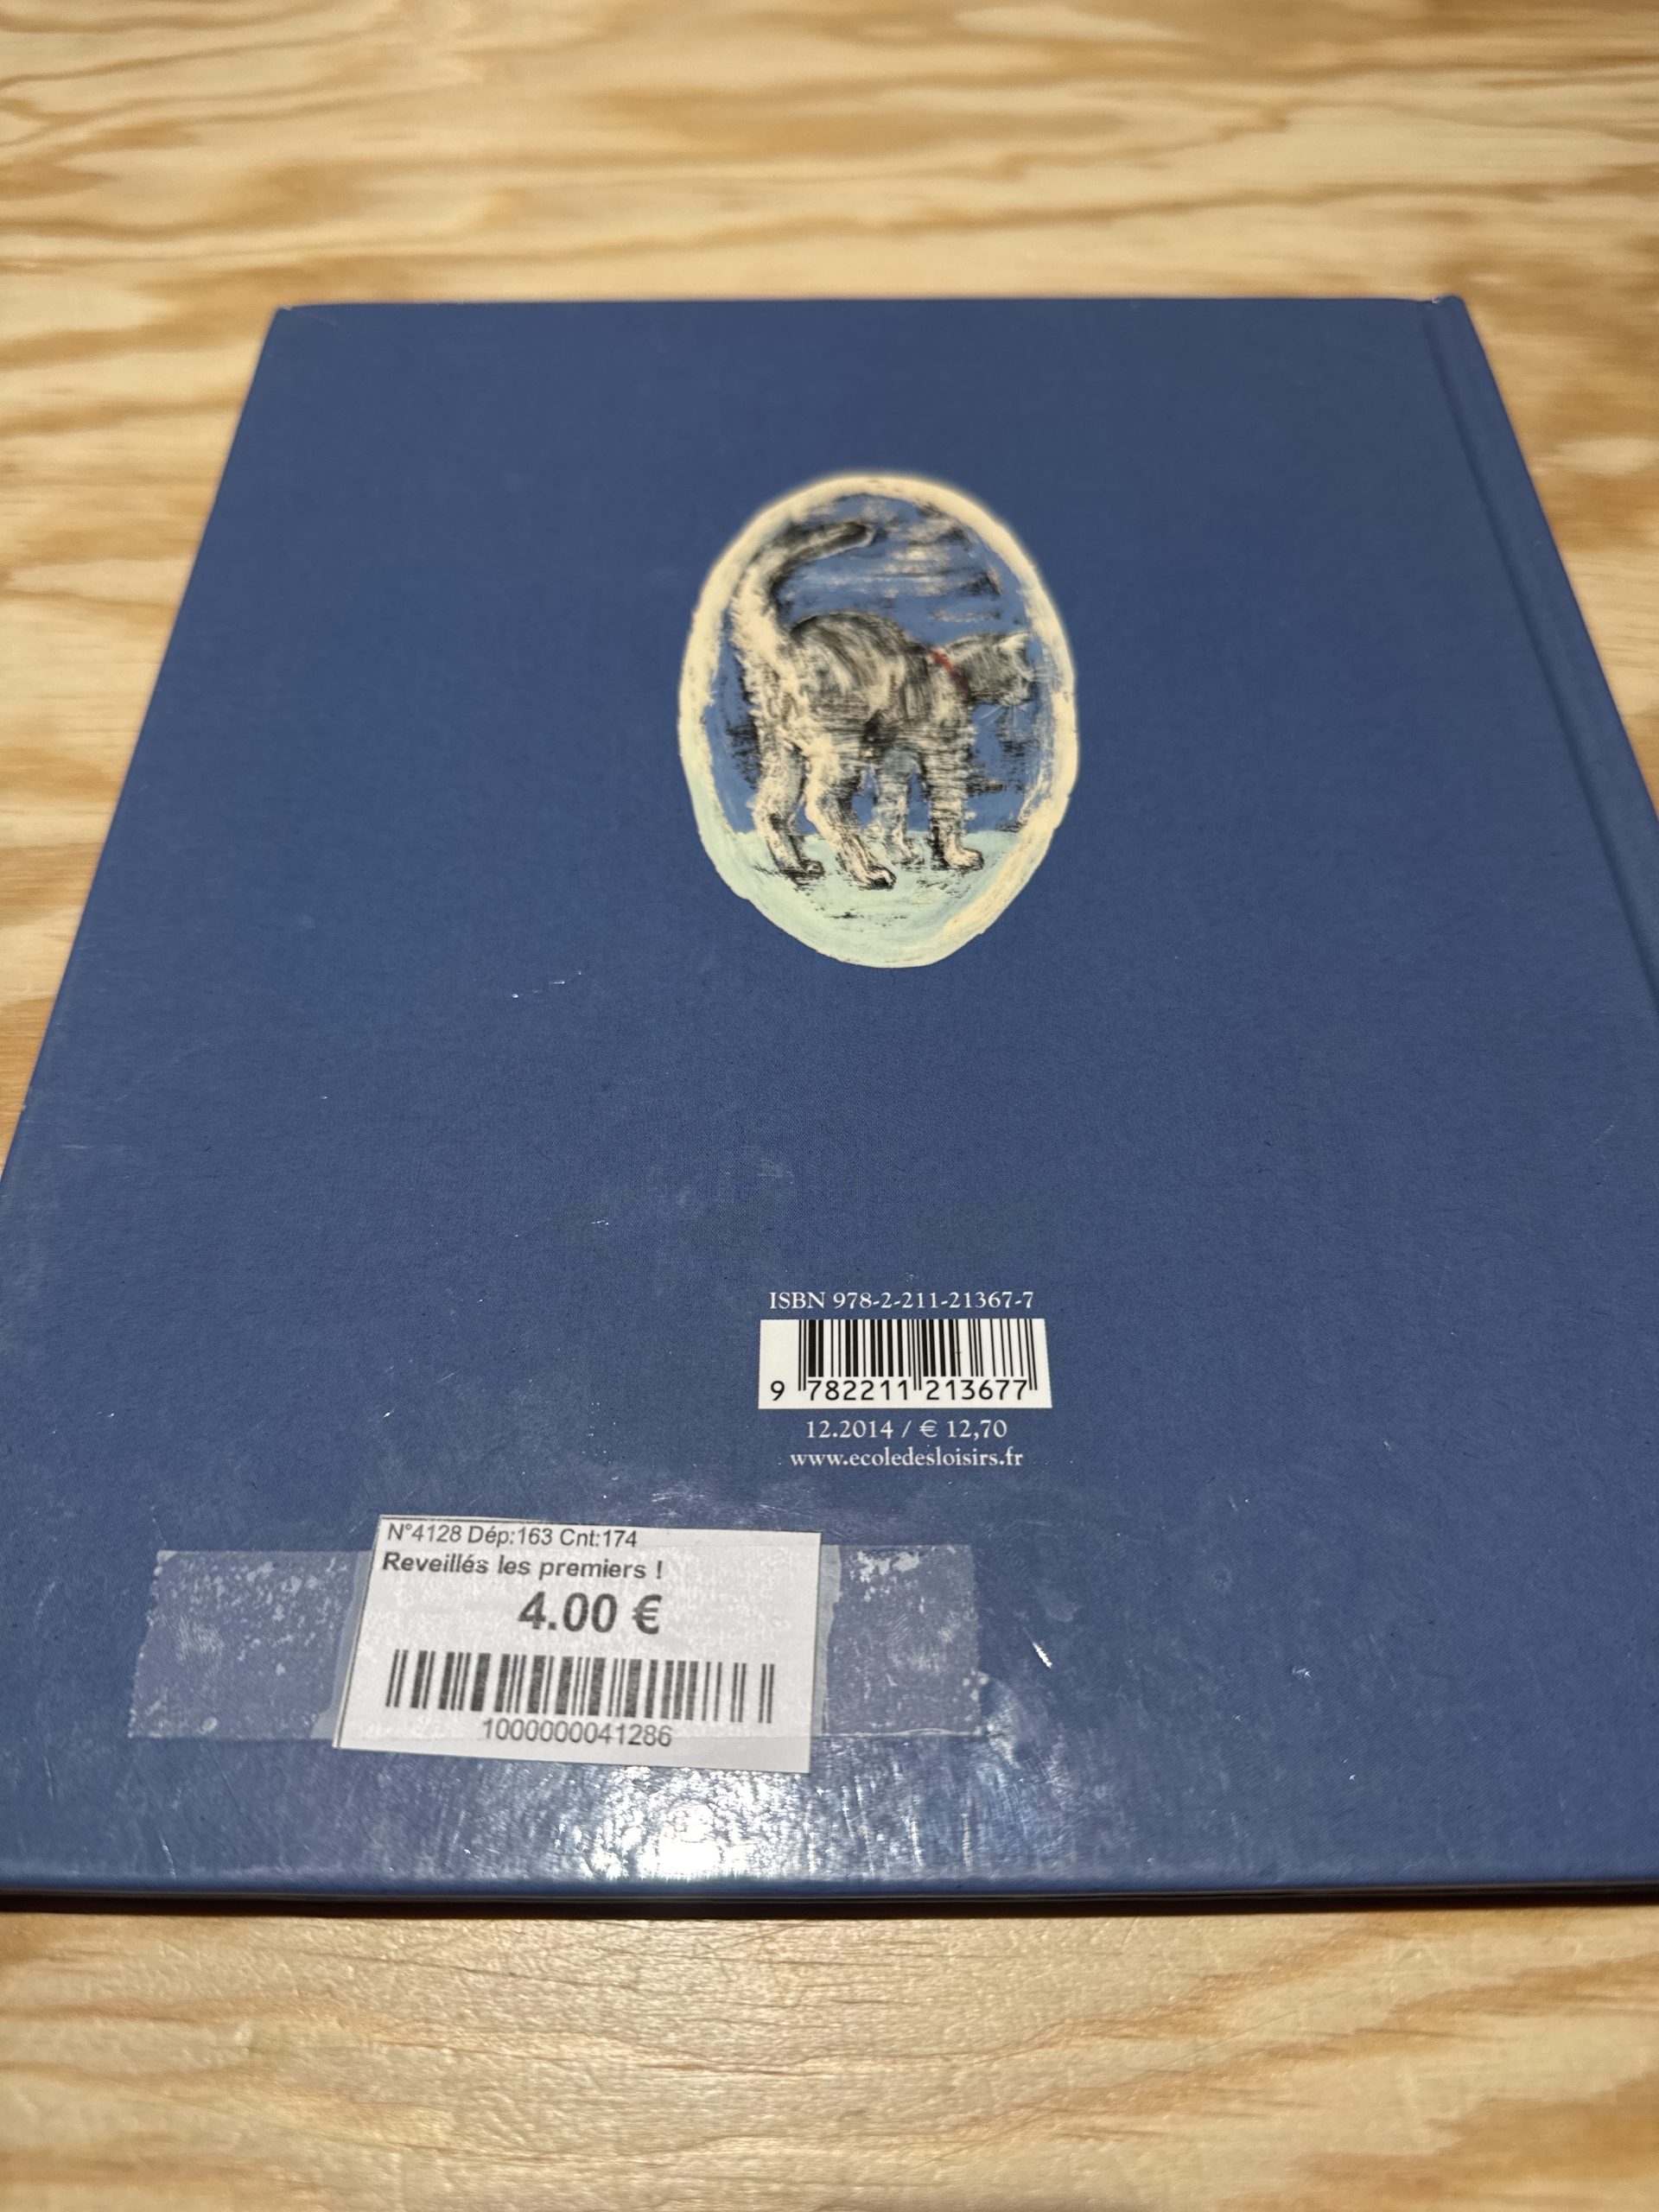 ISBN 978-2-211-21367-7
9 782211 213677
12.2014 / € 12,70
www.ecoledesloisirs.fr
N°4128 Dép:163 Cnt:174
Reveillés les premiers !
4.00 €
1000000041286